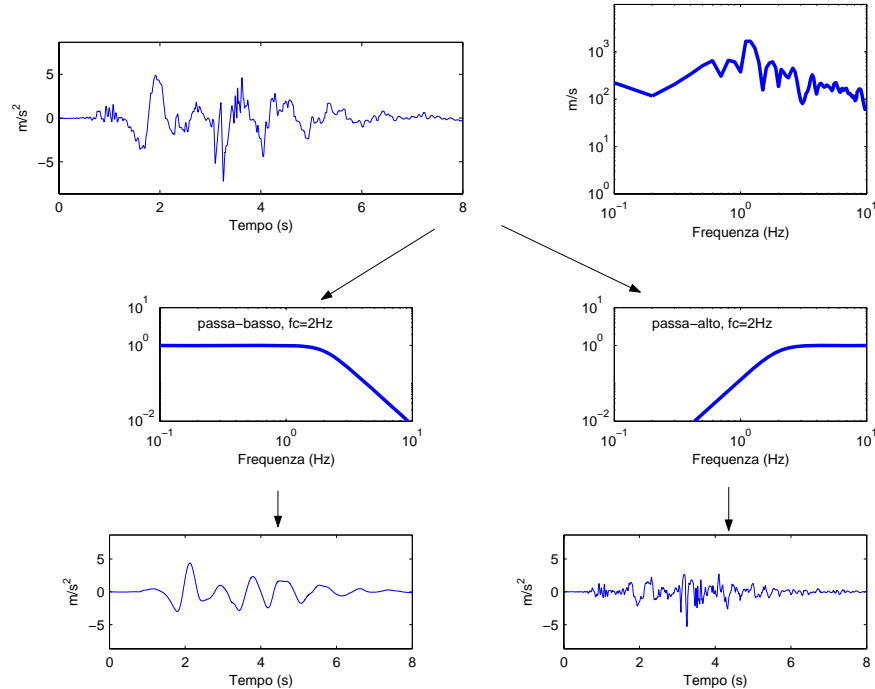 5
0
−5
m/s²
0 2 4 6 8
Tempo (s)
10³
10²
10¹
10⁰
m/s
10⁻¹ 10⁰ 10¹
Frequenza (Hz)
10¹
10⁰
10⁻²
passa−basso, fc=2Hz
10⁻¹ 10⁰ 10¹
Frequenza (Hz)
10¹
10⁰
10⁻²
passa−alto, fc=2Hz
10⁻¹ 10⁰ 10¹
Frequenza (Hz)
5
0
−5
m/s²
0 2 4 6 8
Tempo (s)
5
0
−5
m/s²
0 2 4 6 8
Tempo (s)